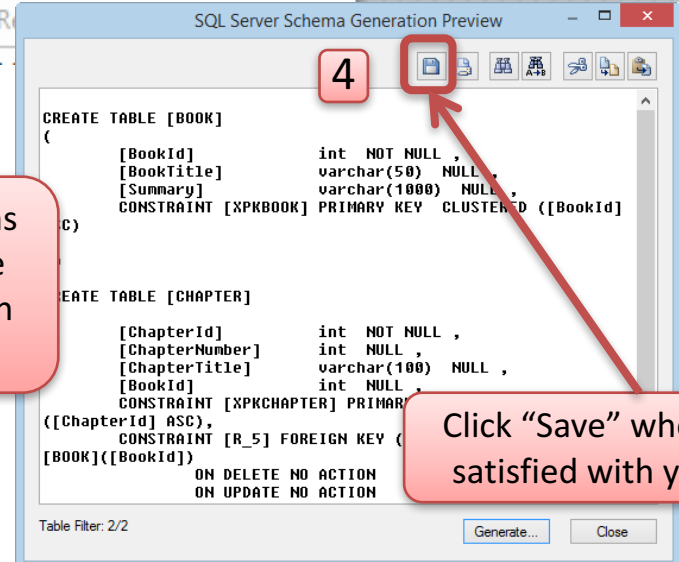 SQL Server Schema Generation Preview
4
A→B
CREATE TABLE [BOOK]
(
[BookId] int NOT NULL ,
[BookTitle] varchar(50) NULL ,
[Summary] varchar(1000) NULL ,
CONSTRAINT [XPKBOOK] PRIMARY KEY CLUSTERED ([BookId]
CREATE TABLE [CHAPTER]
[ChapterId] int NOT NULL ,
[ChapterNumber] int NULL ,
[ChapterTitle] varchar(100) NULL ,
[BookId] int NULL ,
CONSTRAINT [XPKCHAPTER]
([ChapterId] ASC),
CONSTRAINT [R_5] FOREIGN KEY (
[BOOK]([BookId])
ON DELETE NO ACTION
ON UPDATE NO ACTION
Click “Save”
satisfied with
Table Filter: 2/2
Generate...
Close